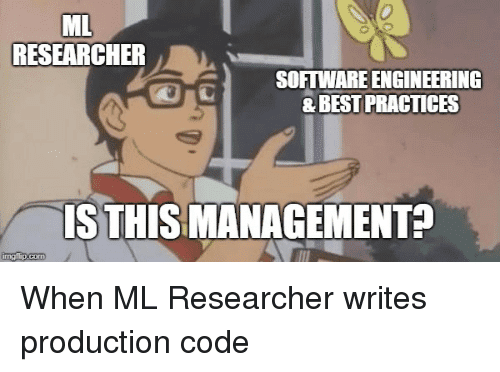 ML
RESEARCHER
SOFTWARE ENGINEERING
& BEST PRACTICES
IS THIS MANAGEMENT?
imgflip.com
When ML Researcher writes
production code